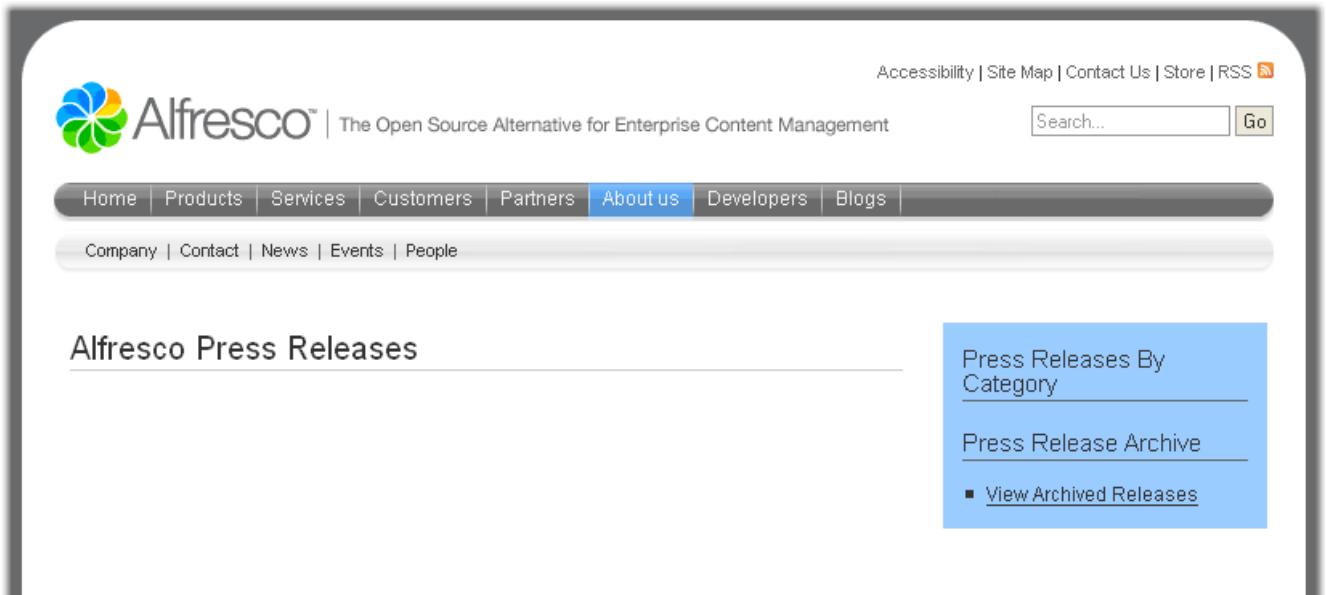 Accessibility | Site Map | Contact Us | Store | RSS
Alfresco™ | The Open Source Alternative for Enterprise Content Management
Search... Go
Home | Products | Services | Customers | Partners | About us | Developers | Blogs |
Company | Contact | News | Events | People
Alfresco Press Releases
Press Releases By
Category
Press Release Archive
▪ View Archived Releases